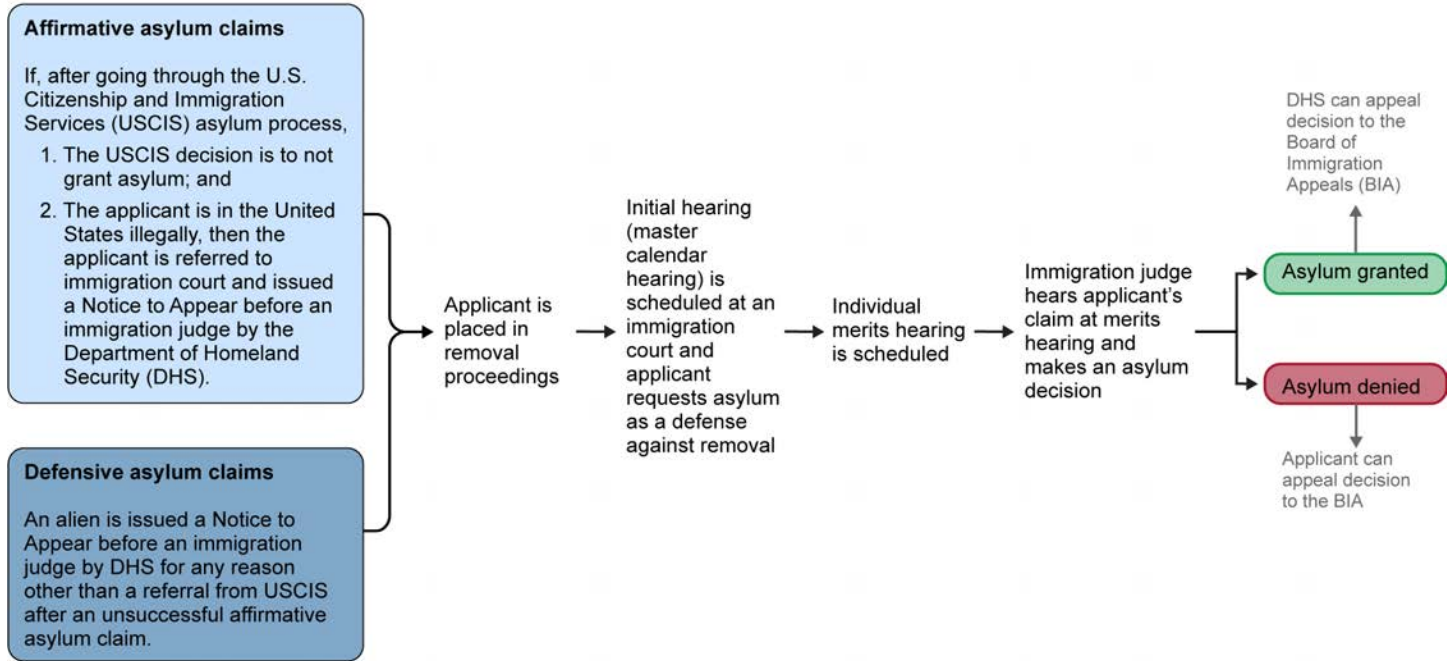 Affirmative asylum claims
If, after going through the U.S.
Citizenship and Immigration
Services (USCIS) asylum process,
1. The USCIS decision is to not
grant asylum; and
2. The applicant is in the United
States illegally, then the
applicant is referred to
immigration court and issued
a Notice to Appear before an
immigration judge by the
Department of Homeland
Security (DHS).
Defensive asylum claims
An alien is issued a Notice to
Appear before an immigration
judge by DHS for any reason
other than a referral from USCIS
after an unsuccessful affirmative
asylum claim.
Applicant is
placed in
removal
proceedings
Initial hearing
(master
calendar
hearing) is
scheduled at an
immigration
court and
applicant
requests asylum
as a defense
against removal
Individual
merits hearing
is scheduled
Immigration judge
hears applicant's
claim at merits
hearing and
makes an asylum
decision
DHS can appeal
decision to the
Board of
Immigration
Appeals (BIA)
Asylum granted
Asylum denied
Applicant can
appeal decision
to the BIA